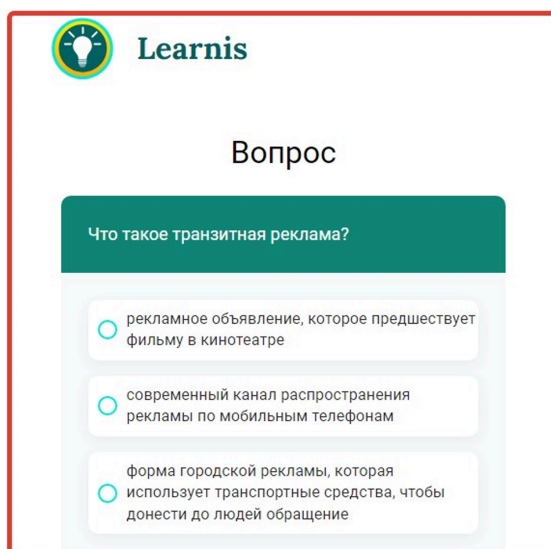 Learnis
Вопрос
Что такое транзитная реклама?
рекламное объявление, которое предшествует
фильму в кинотеатре
современный канал распространения
рекламы по мобильным телефонам
форма городской рекламы, которая
использует транспортные средства, чтобы
донести до людей обращение